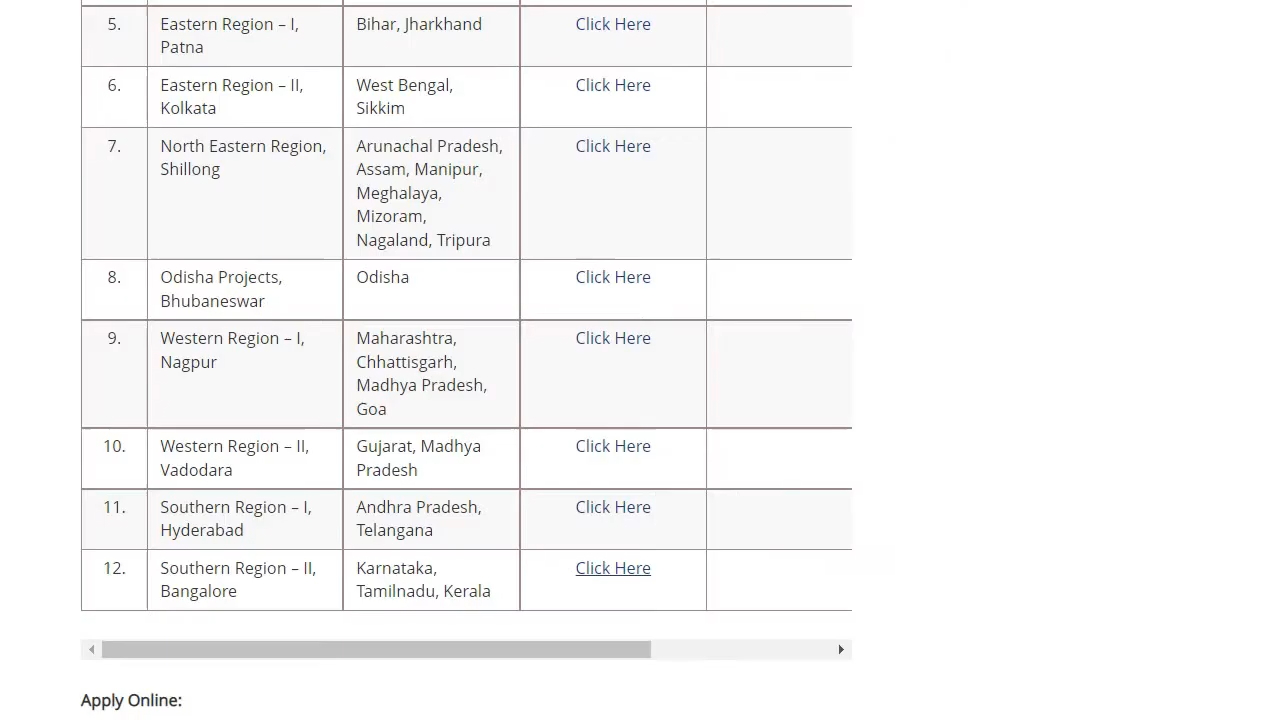 5. Eastern Region – I, Bihar, Jharkhand Click Here
Patna
6. Eastern Region – II, West Bengal, Click Here
Kolkata Sikkim
7. North Eastern Region, Arunachal Pradesh, Click Here
Shillong Assam, Manipur,
Meghalaya,
Mizoram,
Nagaland, Tripura
8. Odisha Projects, Odisha Click Here
Bhubaneswar
9. Western Region – I, Maharashtra, Click Here
Nagpur Chhattisgarh,
Madhya Pradesh,
Goa
10. Western Region – II, Gujarat, Madhya Click Here
Vadodara Pradesh
11. Southern Region – I, Andhra Pradesh, Click Here
Hyderabad Telangana
12. Southern Region – II, Karnataka, Click Here
Bangalore Tamilnadu, Kerala
Apply Online: